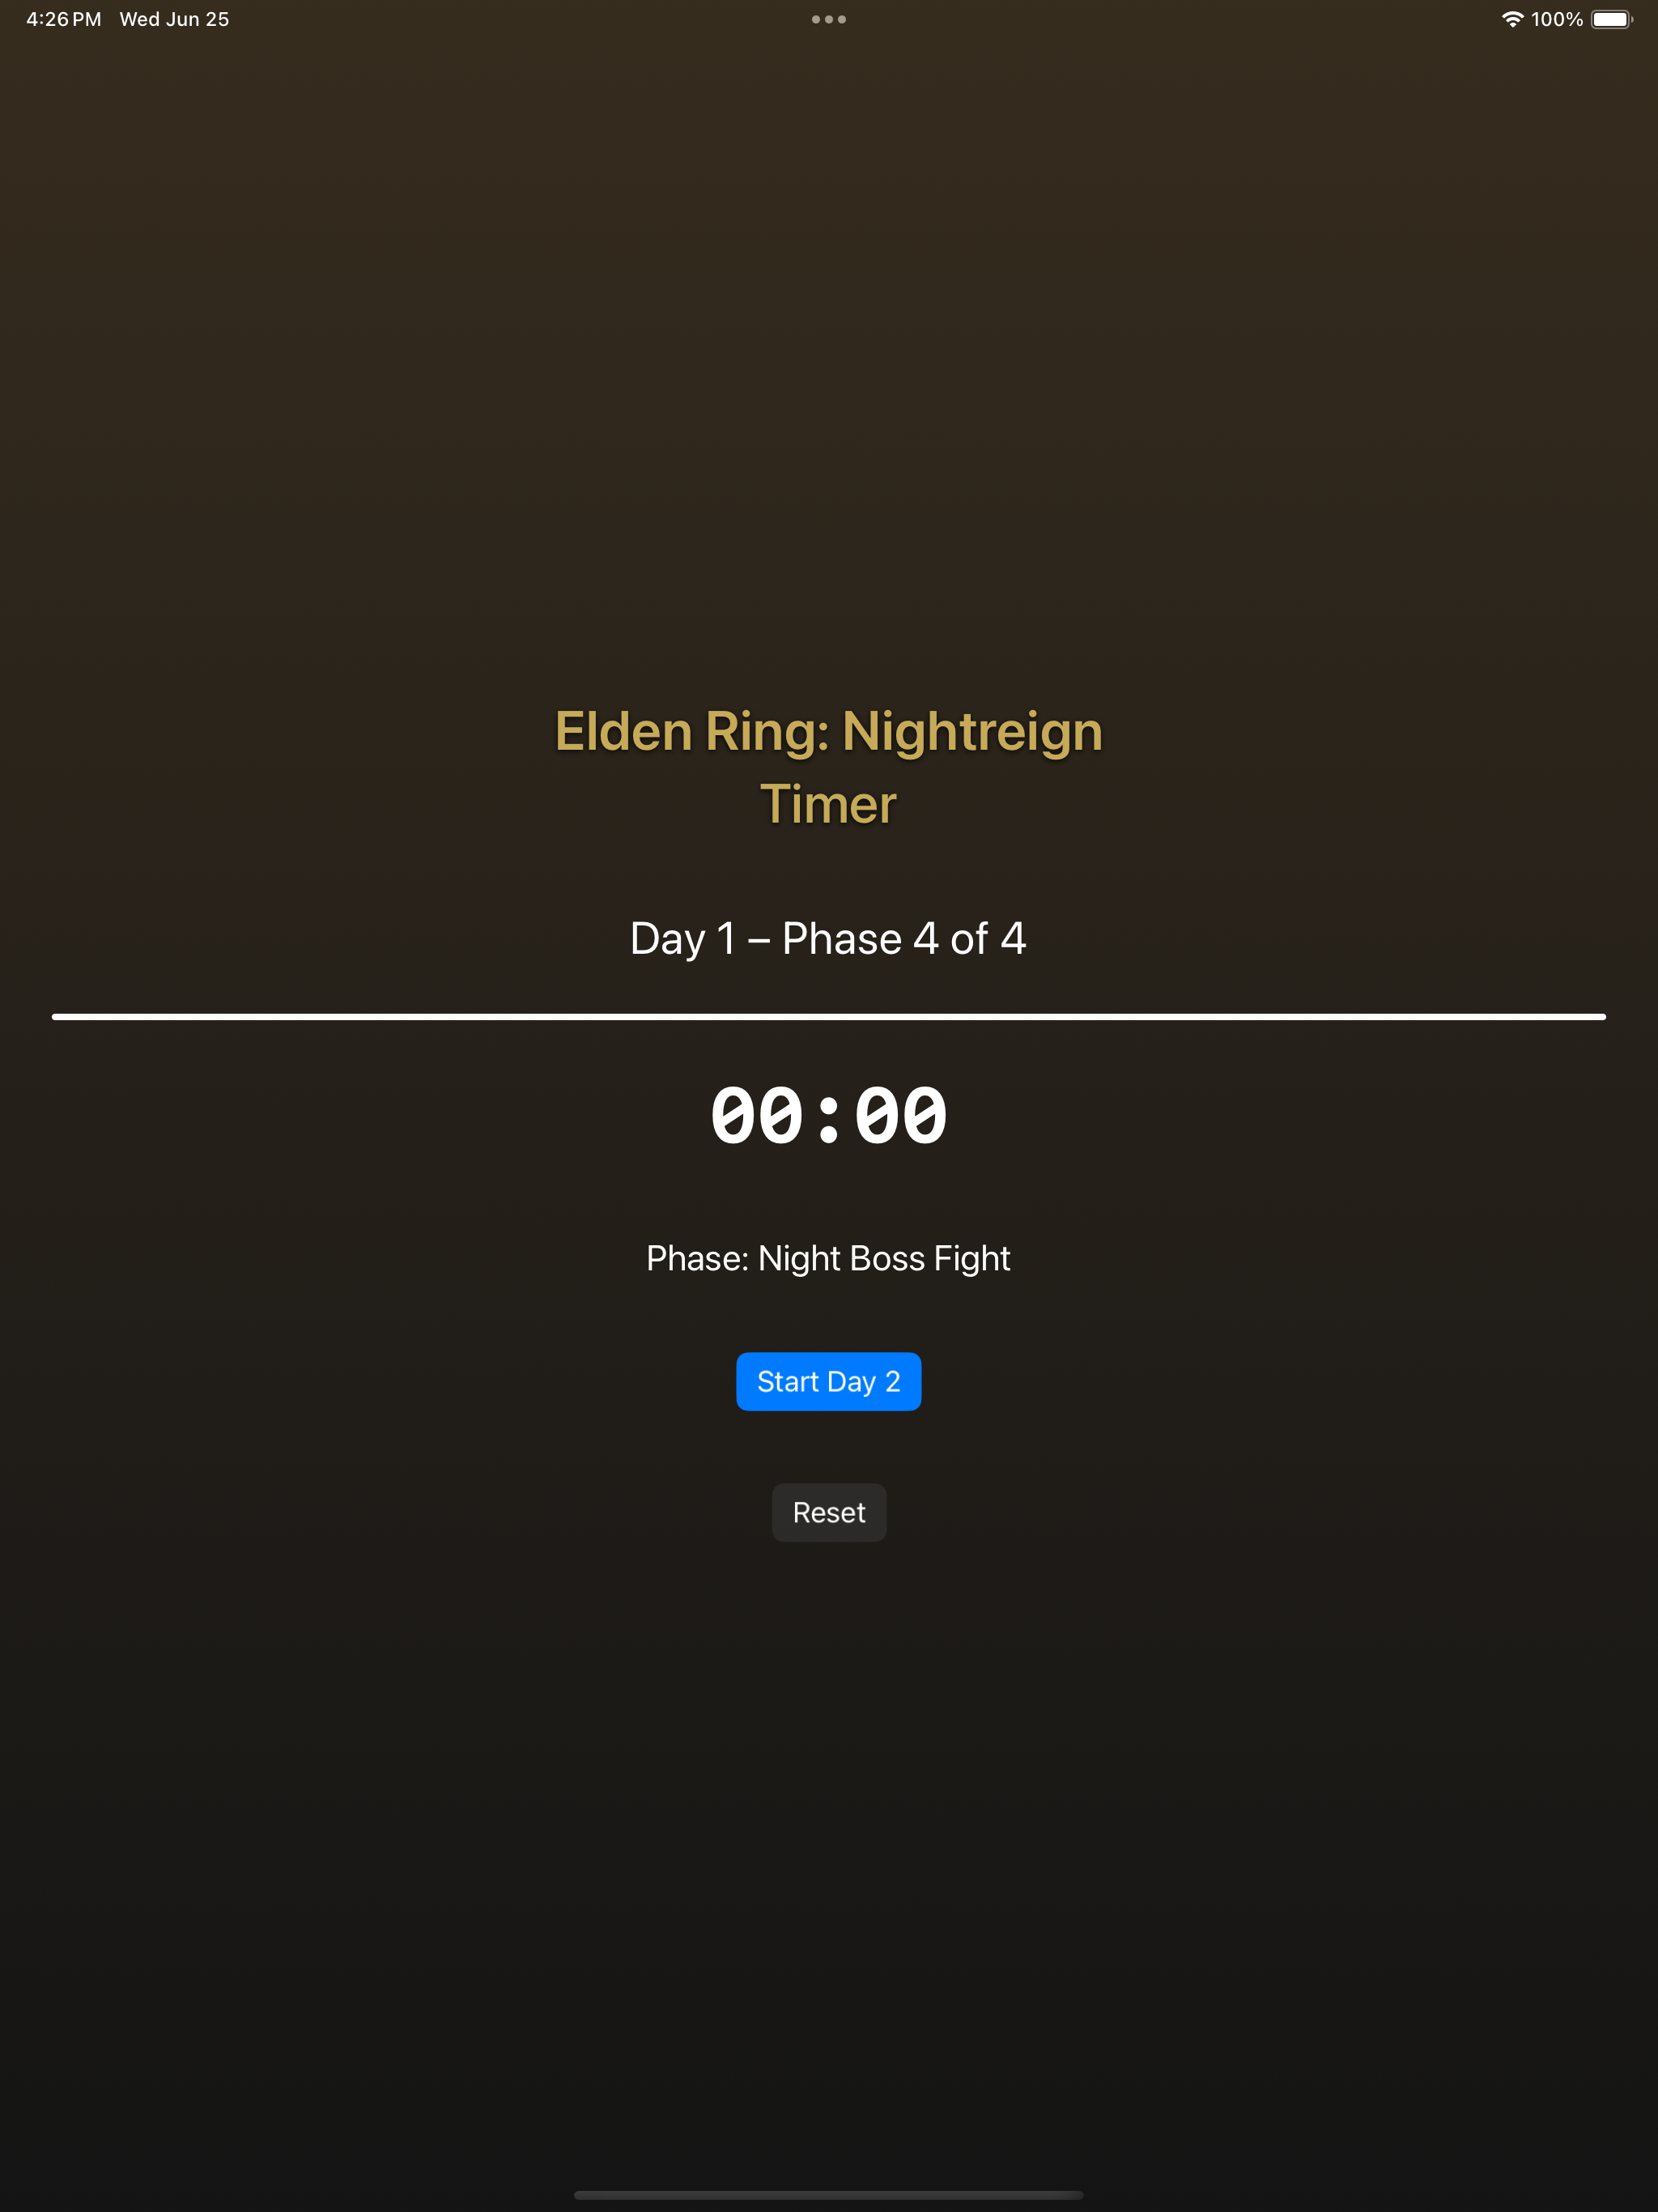 4:26 PM Wed Jun 25
100%
Elden Ring: Nightreign
Timer
Day 1 – Phase 4 of 4
00:00
Phase: Night Boss Fight
Start Day 2
Reset